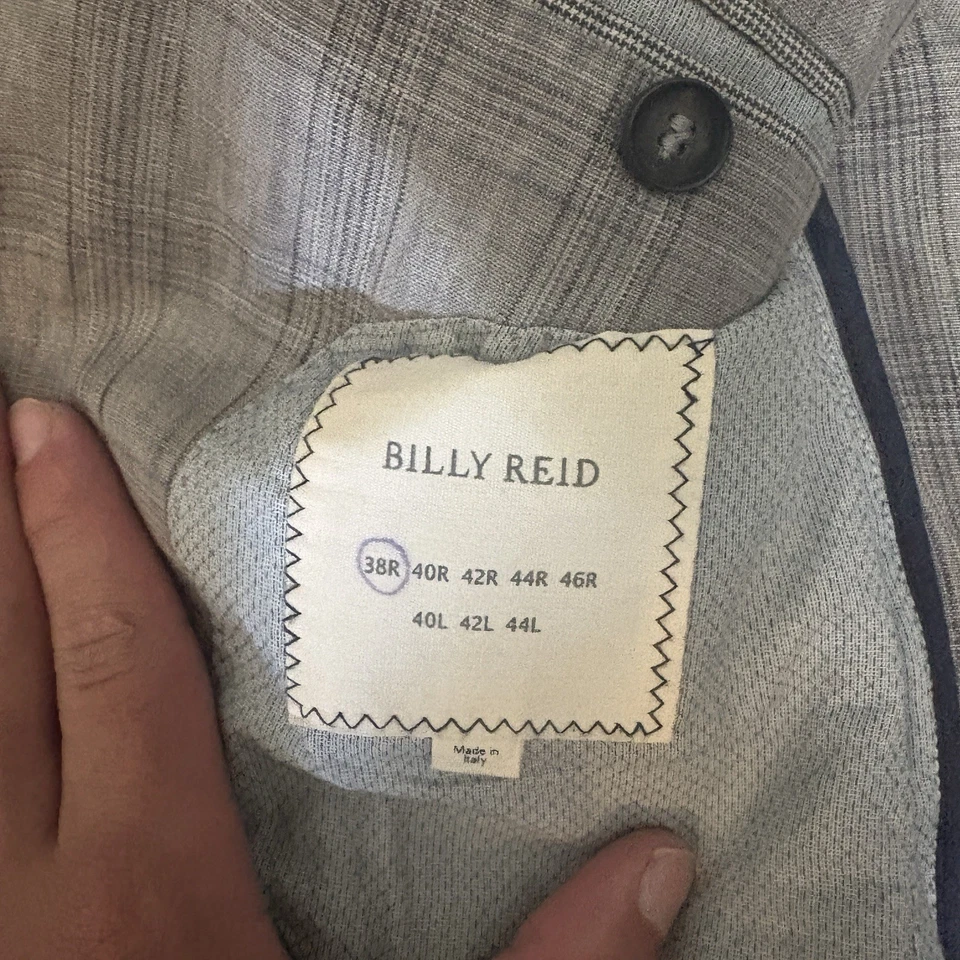 BILLY REID
38R 40R 42R 44R 46R
40L 42L 44L
Made in
Italy